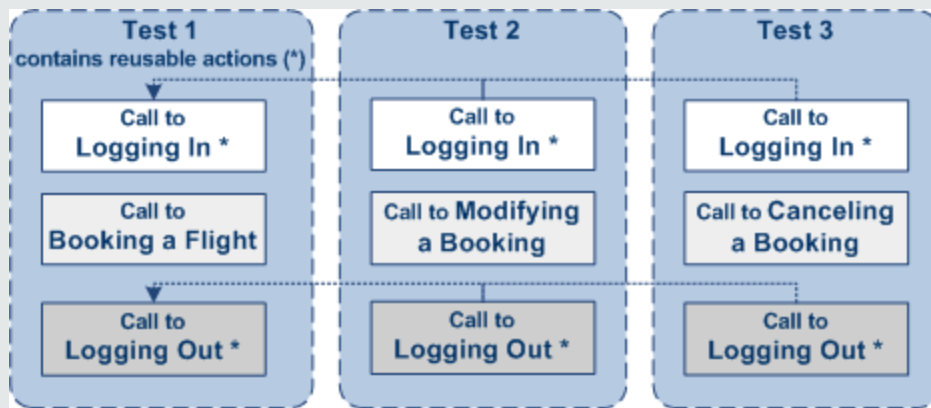 Test 1
contains reusable actions (*)
Call to
Logging In *
Call to
Booking a Flight
Call to
Logging Out *
Test 2
Call to
Logging In *
Call to Modifying
a Booking
Call to
Logging Out *
Test 3
Call to
Logging In *
Call to Canceling
a Booking
Call to
Logging Out *